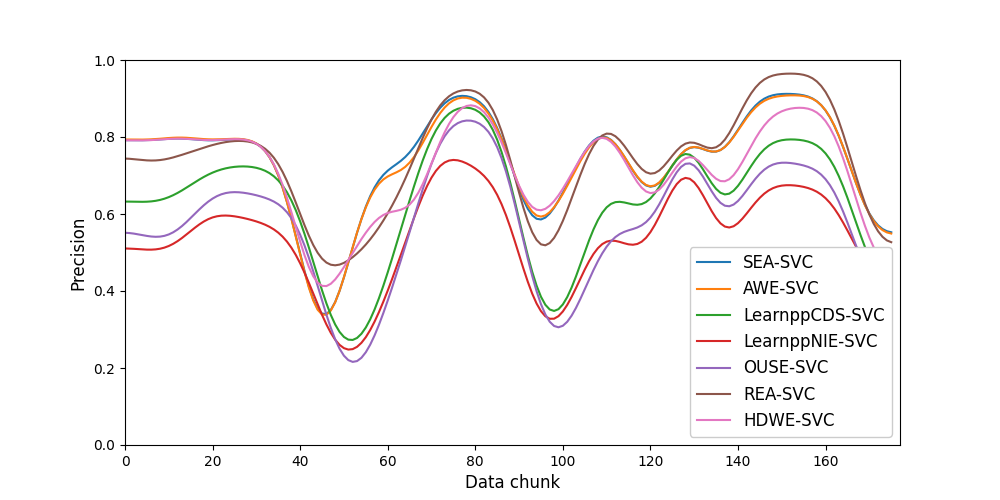 1.0
0.8
0.6
0.4
0.2
0.0
Precision
0 20 40 60 80 100 120 140 160
Data chunk
SEA-SVC
AWE-SVC
LearnppCDS-SVC
LearnppNIE-SVC
OUSE-SVC
REA-SVC
HDWE-SVC